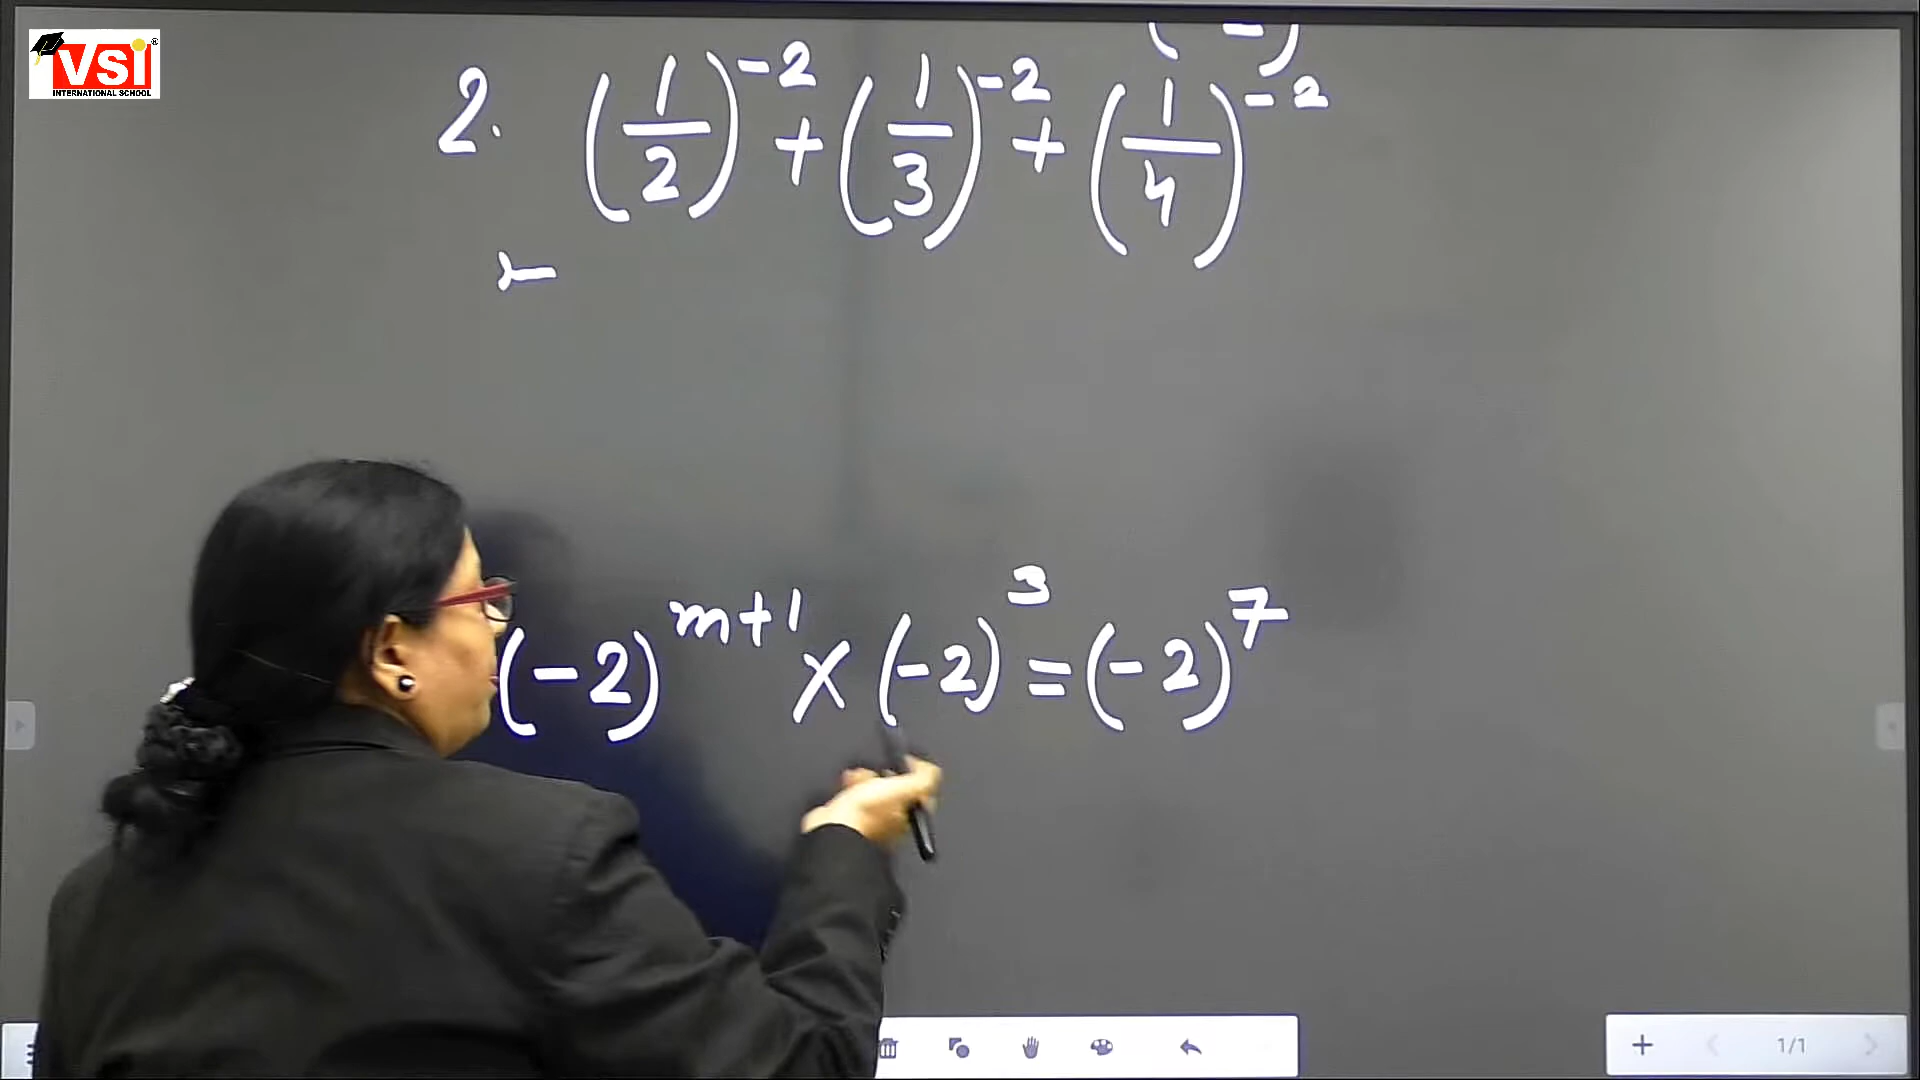 VSI
INTERNATIONAL SCHOOL
2. (1/2)^-2 + (1/3)^-2 + (1/4)^-2
(-2)^m+1 × (-2)^3 = (-2)^7
1/1